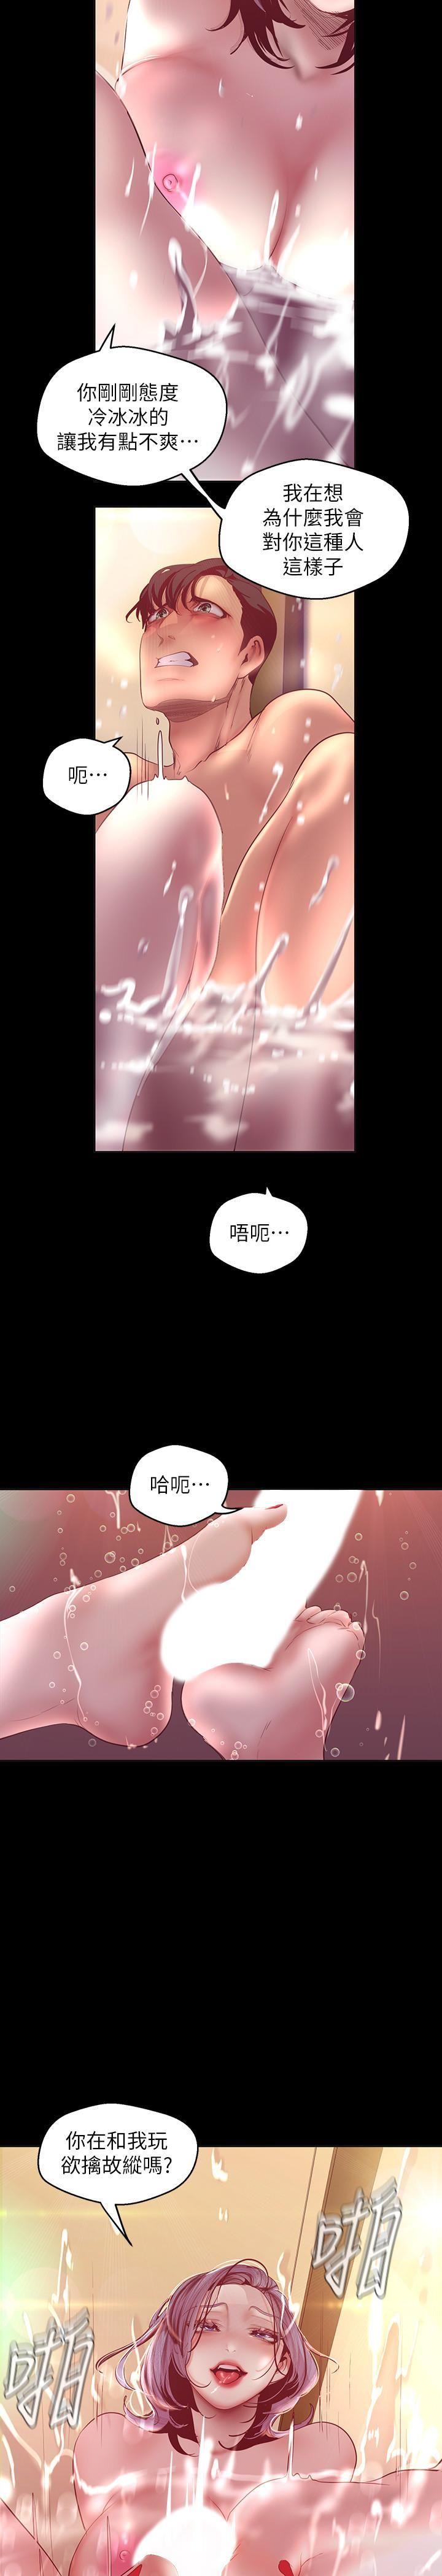 你剛剛態度
冷冰冰的
讓我有點不爽…
我在想
為什麼我會
對你這種人
這樣子
呃…
唔呃…
哈呃…
你在和我玩
欲擒故縱嗎?
啪
啪